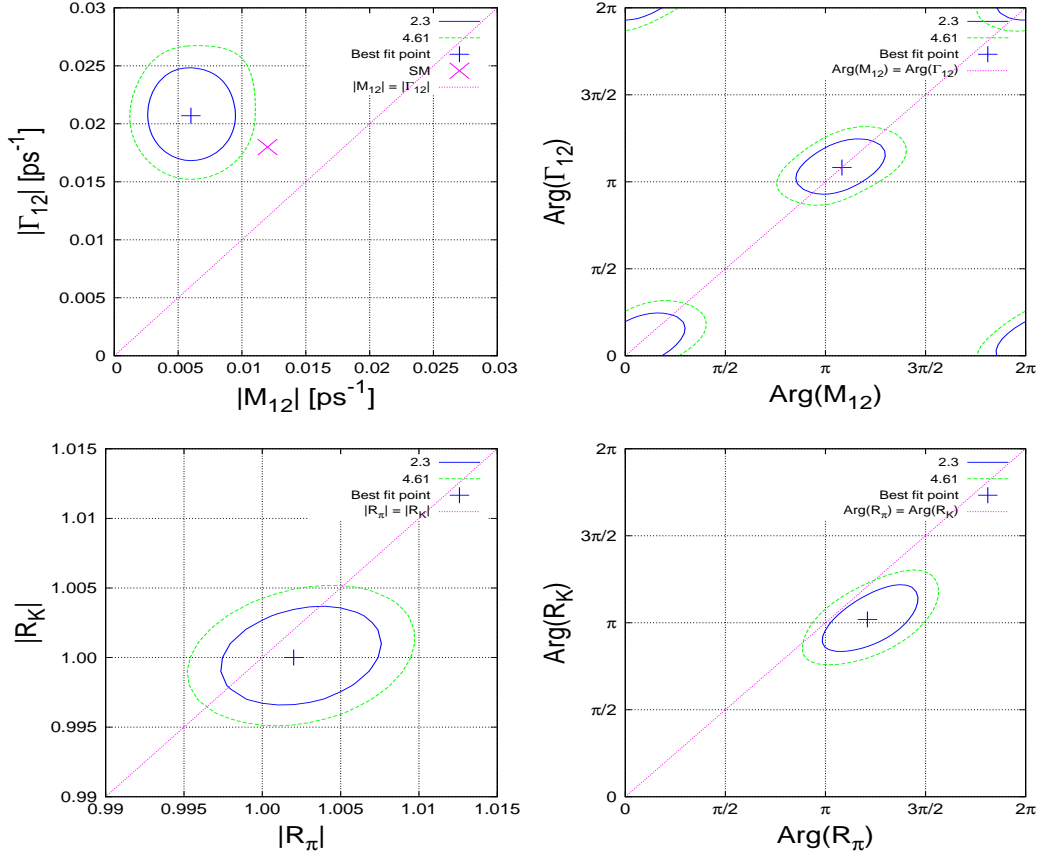 0.03
0.025
0.02
0.015
0.01
0.005
0
0 0.005 0.01 0.015 0.02 0.025 0.03
|Γ12| [ps-1]
|M12| [ps-1]
2.3
4.61
Best fit point
SM
|M12| = |Γ12|
2π
3π/2
π
π/2
0
0 π/2 π 3π/2 2π
Arg(Γ12)
Arg(M12)
2.3
4.61
Best fit point
Arg(M12) = Arg(Γ12)
1.015
1.01
1.005
1.00
0.995
0.99
0.99 0.995 1.00 1.005 1.01 1.015
|RK|
|Rπ|
2.3
4.61
Best fit point
|Rπ| = |RK|
2π
3π/2
π
π/2
0
0 π/2 π 3π/2 2π
Arg(RK)
Arg(Rπ)
2.3
4.61
Best fit point
Arg(Rπ) = Arg(RK)